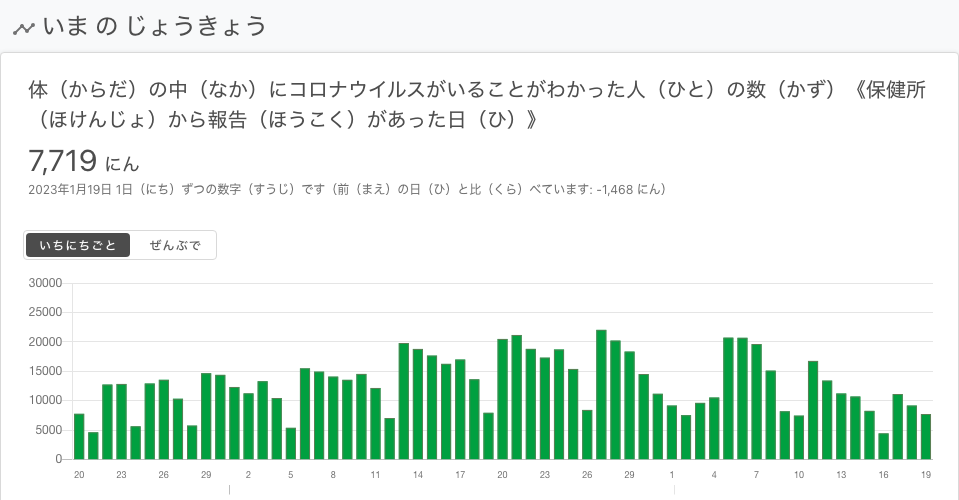 いまのじょうきょう
体（からだ）の中（なか）にコロナウイルスがいることがわかった人（ひと）の数（かず）《保健所
（ほけんじょ）から報告（ほうこく）があった日（ひ）》
7,719 にん
2023年1月19日 1日（にち）ずつの数字（すうじ）です（前（まえ）の日（ひ）と比（くら）べています: -1,468 にん）
いちにちごと ぜんぶで
30000
25000
20000
15000
10000
5000
0
20 23 26 29 2 5 8 11 14 17 20 23 26 29 1 4 7 10 13 16 19